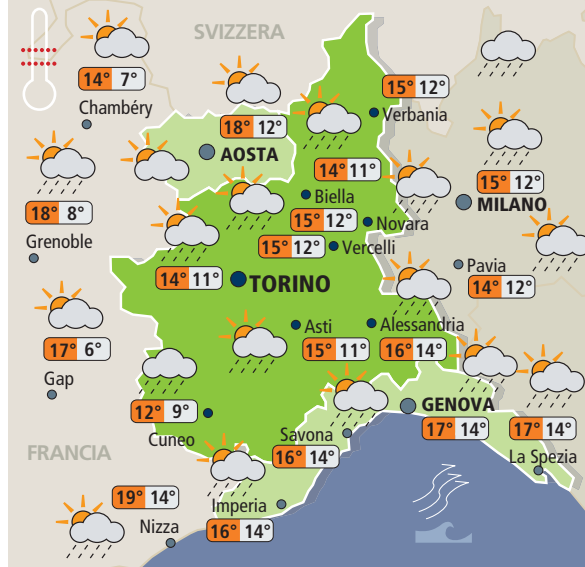 SVIZZERA
14° 7°
Chambéry
15° 12°
Verbania
18° 12°
AOSTA
14° 11°
Biella
15° 12°
MILANO
18° 8°
Grenoble
15° 12°
Novara
15° 12°
Vercelli
Pavia
14° 12°
14° 11°
TORINO
17° 6°
Gap
Asti
15° 11°
Alessandria
16° 14°
12° 9°
Cuneo
GENOVA
17° 14°
17° 14°
La Spezia
Savona
16° 14°
FRANCIA
19° 14°
Nizza
Imperia
16° 14°